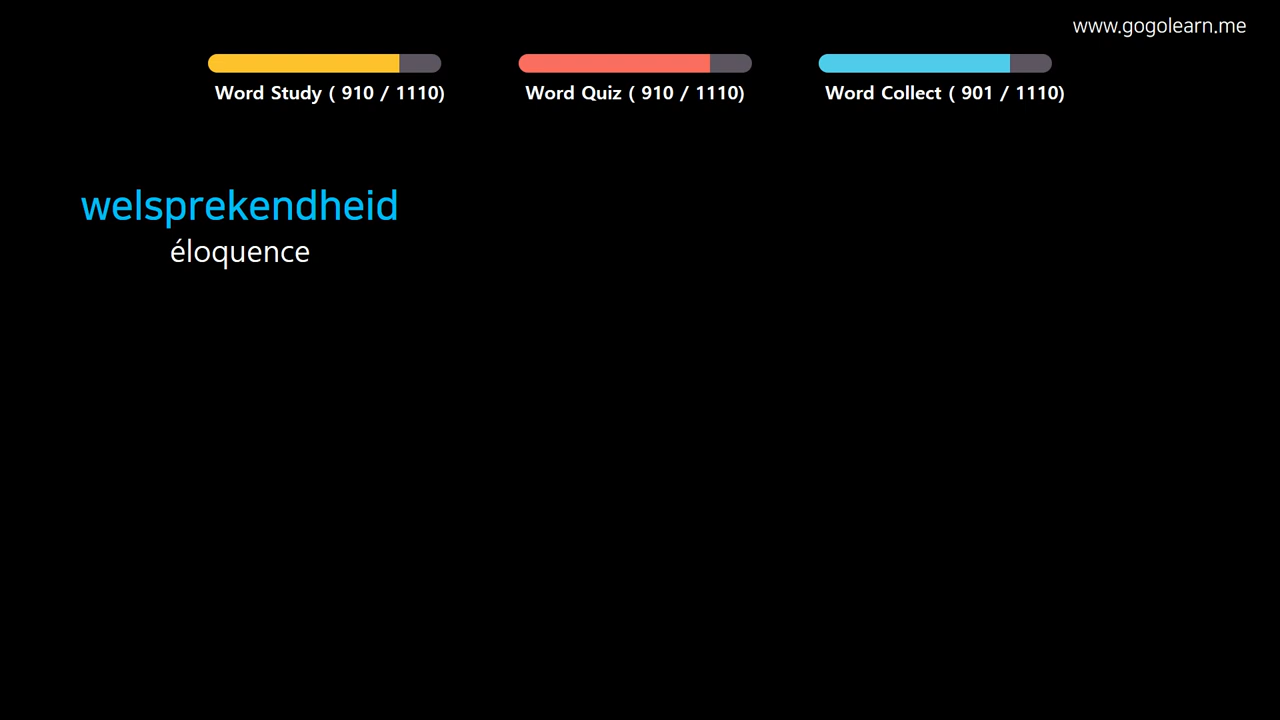 www.gogolearn.me
Word Study ( 910 / 1110)
Word Quiz ( 910 / 1110)
Word Collect ( 901 / 1110)
welsprekendheid
éloquence